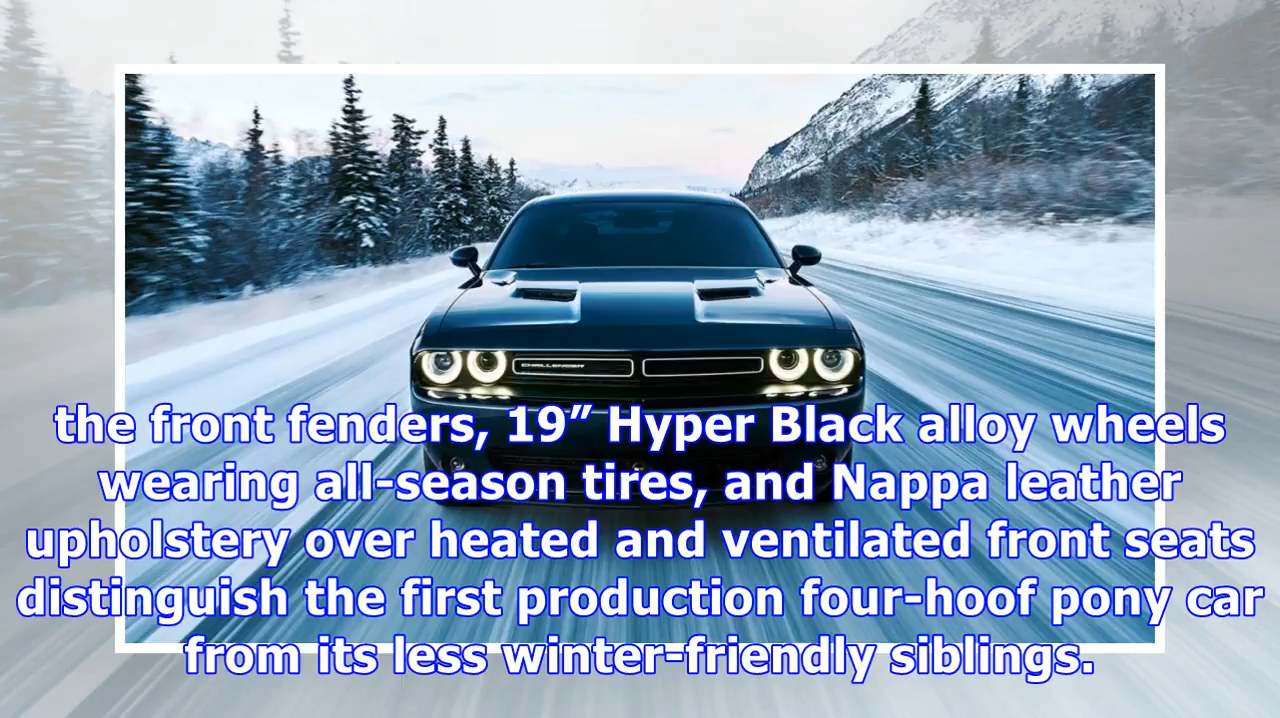 CHALLENGER
the front fenders, 19” Hyper Black alloy wheels
wearing all-season tires, and Nappa leather
upholstery over heated and ventilated front seats
distinguish the first production four-hoof pony car
from its less winter-friendly siblings.